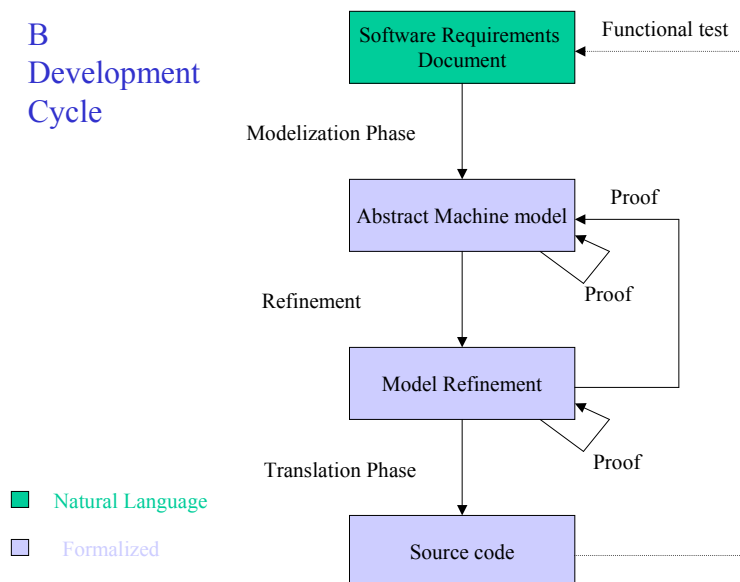 B
Development
Cycle
Software Requirements
Document
Functional test
Modelization Phase
Abstract Machine model
Proof
Proof
Refinement
Model Refinement
Proof
Translation Phase
Natural Language
Formalized
Source code